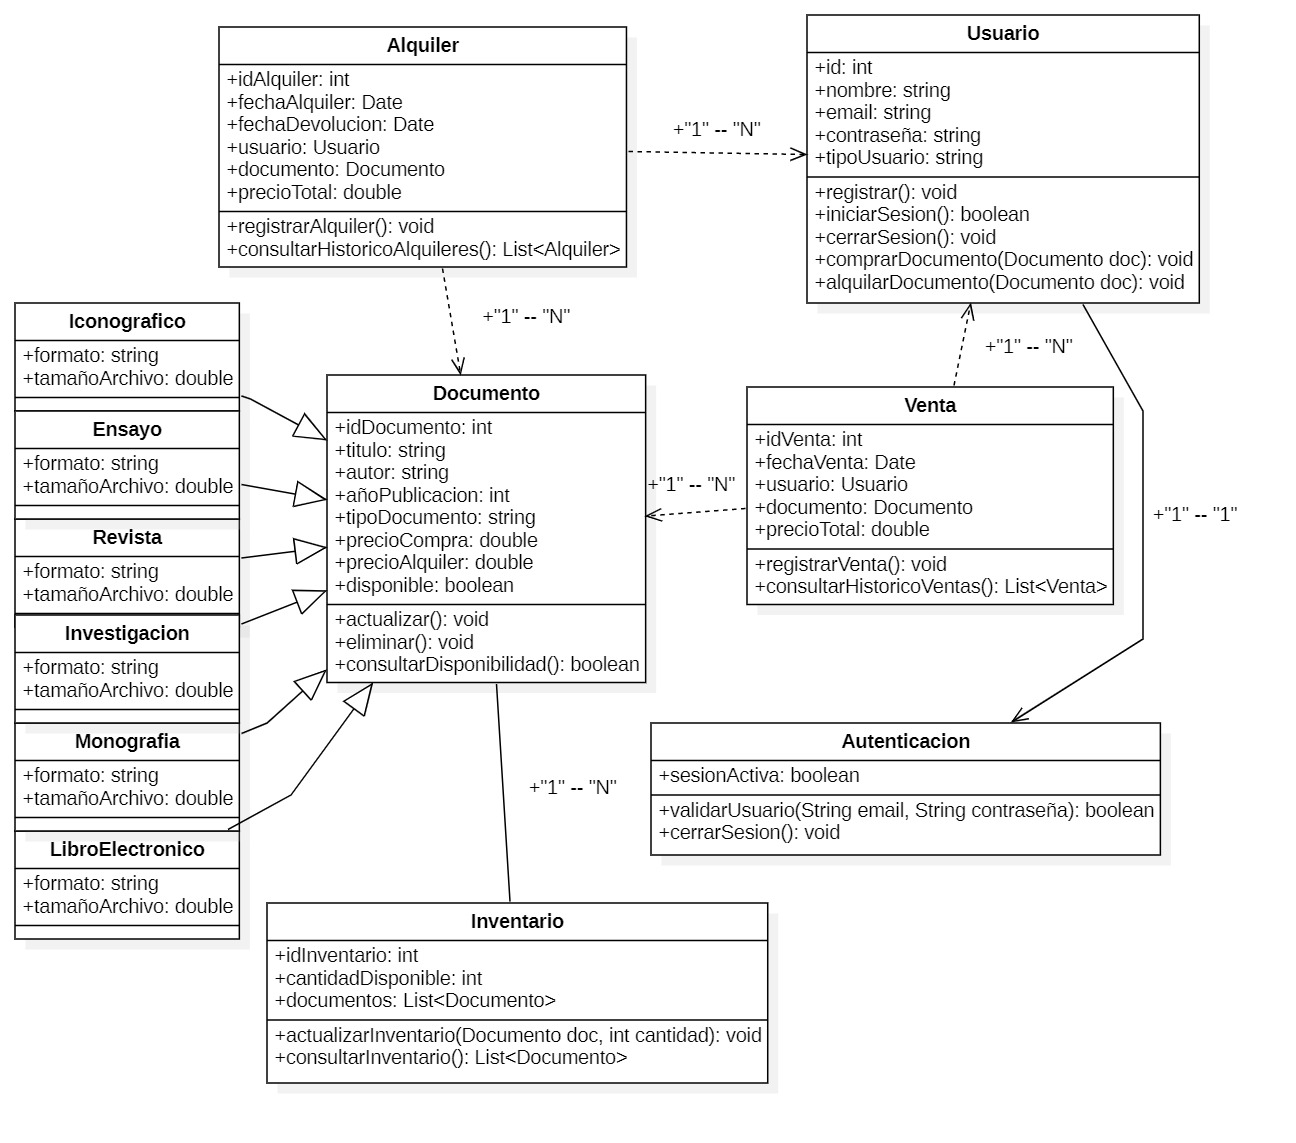 Alquiler
+idAlquiler: int
+fechaAlquiler: Date
+fechaDevolucion: Date
+usuario: Usuario
+documento: Documento
+precioTotal: double
+registrarAlquiler(): void
+consultarHistoricoAlquileres(): List<Alquiler>
+"1" -- "N"
Usuario
+id: int
+nombre: string
+email: string
+contraseña: string
+tipoUsuario: string
+registrar(): void
+iniciarSesion(): boolean
+cerrarSesion(): void
+comprarDocumento(Documento doc): void
+alquilarDocumento(Documento doc): void
+"1" -- "N"
+"1" -- "N"
Iconografico
+formato: string
+tamañoArchivo: double
Ensayo
+formato: string
+tamañoArchivo: double
Revista
+formato: string
+tamañoArchivo: double
Investigacion
+formato: string
+tamañoArchivo: double
Monografia
+formato: string
+tamañoArchivo: double
LibroElectronico
+formato: string
+tamañoArchivo: double
Documento
+idDocumento: int
+titulo: string
+autor: string
+añoPublicacion: int
+tipoDocumento: string
+precioCompra: double
+precioAlquiler: double
+disponible: boolean
+actualizar(): void
+eliminar(): void
+consultarDisponibilidad(): boolean
+"1" -- "N"
Venta
+idVenta: int
+fechaVenta: Date
+usuario: Usuario
+documento: Documento
+precioTotal: double
+registrarVenta(): void
+consultarHistoricoVentas(): List<Venta>
+"1" -- "1"
Autenticacion
+sesionActiva: boolean
+validarUsuario(String email, String contraseña): boolean
+cerrarSesion(): void
+"1" -- "N"
Inventario
+idInventario: int
+cantidadDisponible: int
+documentos: List<Documento>
+actualizarInventario(Documento doc, int cantidad): void
+consultarInventario(): List<Documento>